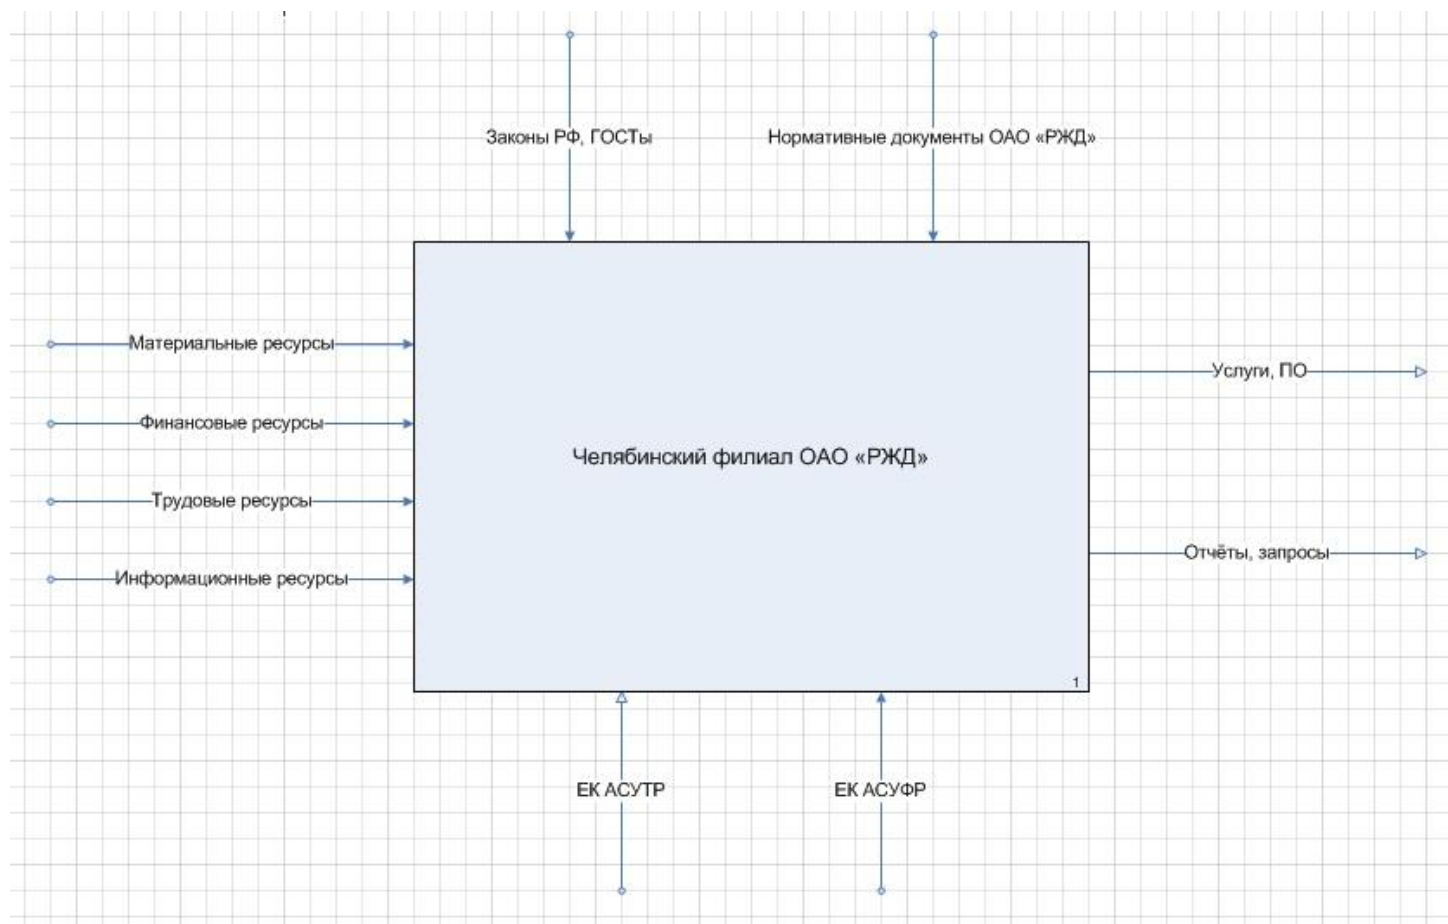 Законы РФ, ГОСТы
Нормативные документы ОАО «РЖД»
Материальные ресурсы
Услуги, ПО
Финансовые ресурсы
Челябинский филиал ОАО «РЖД»
Трудовые ресурсы
Отчёты, запросы
Информационные ресурсы
1
ЕК АСУТР
ЕК АСУФР